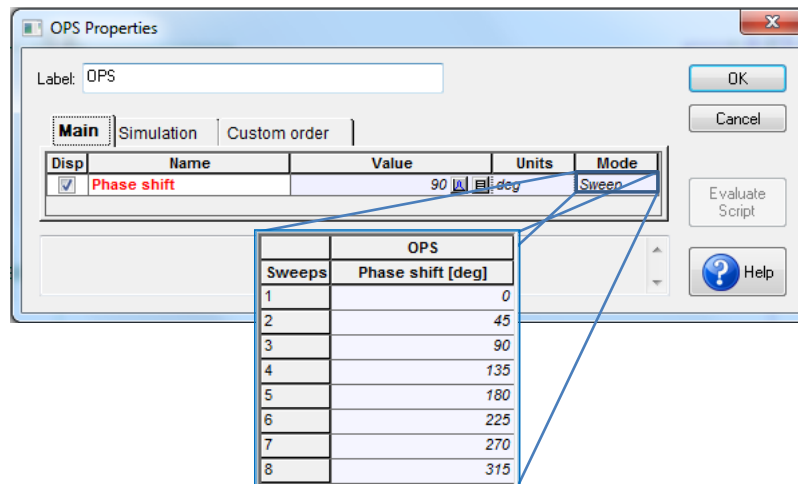 OPS Properties
Label: OPS
OK
Cancel
Main Simulation Custom order
Disp Name Value Units Mode
Phase shift 90 deg Sweep
Evaluate
Script
Help
OPS
Sweeps Phase shift [deg]
1 0
2 45
3 90
4 135
5 180
6 225
7 270
8 315